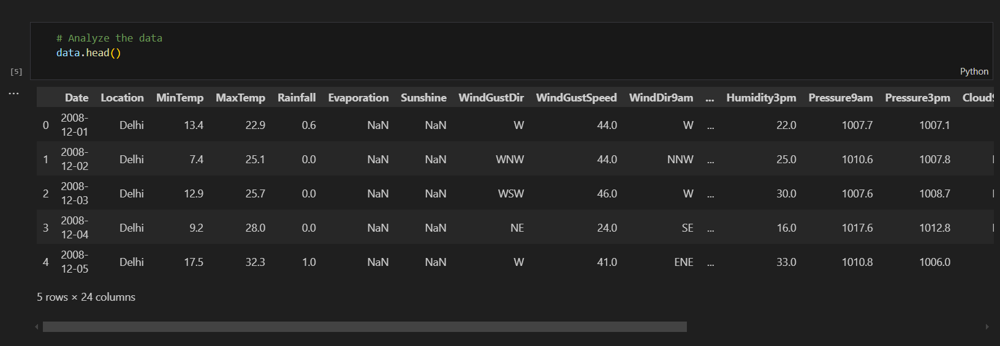 # Analyze the data
data.head()
[5]
Python
...
Date Location MinTemp MaxTemp Rainfall Evaporation Sunshine WindGustDir WindGustSpeed WindDir9am ... Humidity3pm Pressure9am Pressure3pm
0 2008-12-01 Delhi 13.4 22.9 0.6 NaN NaN W 44.0 W ... 22.0 1007.7 1007.1
1 2008-12-02 Delhi 7.4 25.1 0.0 NaN NaN WNW 44.0 NNW ... 25.0 1010.6 1007.8
2 2008-12-03 Delhi 12.9 25.7 0.0 NaN NaN WSW 46.0 W ... 30.0 1007.6 1008.7
3 2008-12-04 Delhi 9.2 28.0 0.0 NaN NaN NE 24.0 SE ... 16.0 1017.6 1012.8
4 2008-12-05 Delhi 17.5 32.3 1.0 NaN NaN W 41.0 ENE ... 33.0 1010.8 1006.0
5 rows × 24 columns